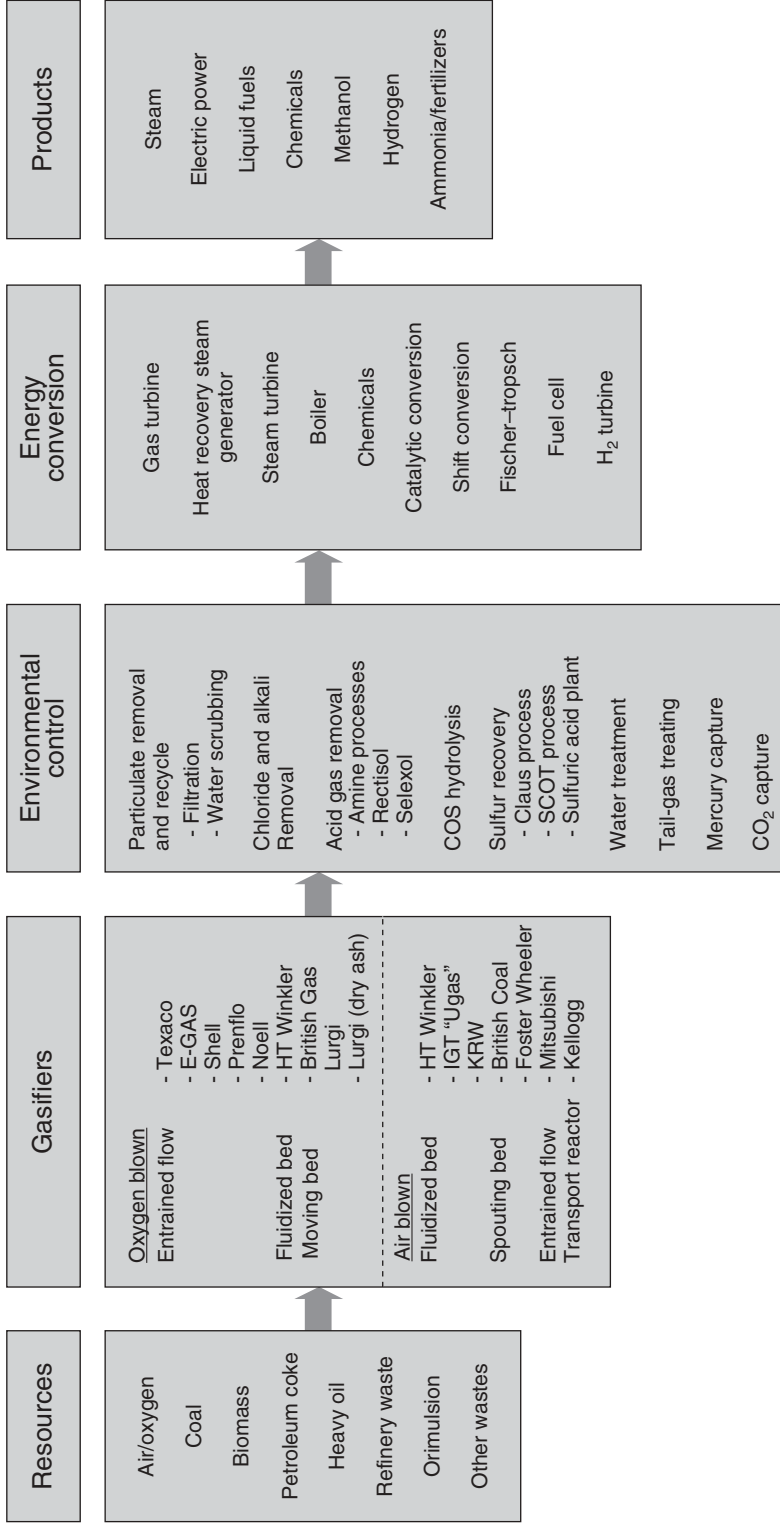 Resources
Air/oxygen
Coal
Biomass
Petroleum coke
Heavy oil
Refinery waste
Orimulsion
Other wastes
Gasifiers
Oxygen blown
Entrained flow - Texaco
- E-GAS
- Shell
- Prenflo
- Noell
Fluidized bed - HT Winkler
Moving bed - British Gas
Lurgi
- Lurgi (dry ash)
Air blown
Fluidized bed - HT Winkler
- IGT “Ugas”
- KRW
Spouting bed - British Coal
- Foster Wheeler
Entrained flow - Mitsubishi
Transport reactor - Kellogg
Environmental
control
Particulate removal
and recycle
- Filtration
- Water scrubbing
Chloride and alkali
Removal
Acid gas removal
- Amine processes
- Rectisol
- Selexol
COS hydrolysis
Sulfur recovery
- Claus process
- SCOT process
- Sulfuric acid plant
Water treatment
Tail-gas treating
Mercury capture
CO₂ capture
Energy
conversion
Gas turbine
Heat recovery steam
generator
Steam turbine
Boiler
Chemicals
Catalytic conversion
Shift conversion
Fischer–tropsch
Fuel cell
H₂ turbine
Products
Steam
Electric power
Liquid fuels
Chemicals
Methanol
Hydrogen
Ammonia/fertilizers